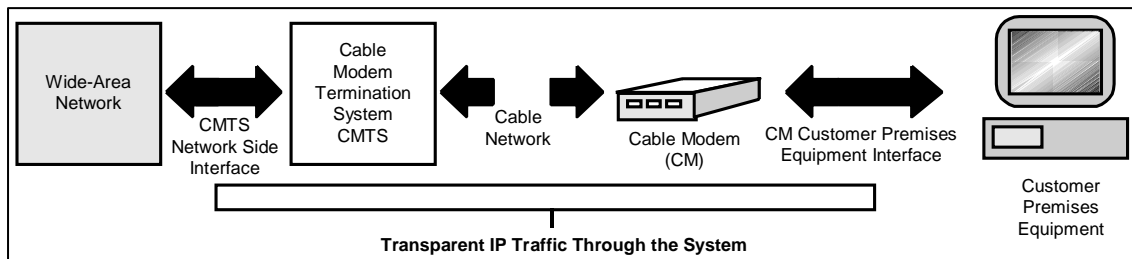 Wide-Area
Network
CMTS
Network Side
Interface
Cable
Modem
Termination
System
CMTS
Cable
Network
Cable Modem
(CM)
CM Customer Premises
Equipment Interface
Customer
Premises
Equipment
Transparent IP Traffic Through the System